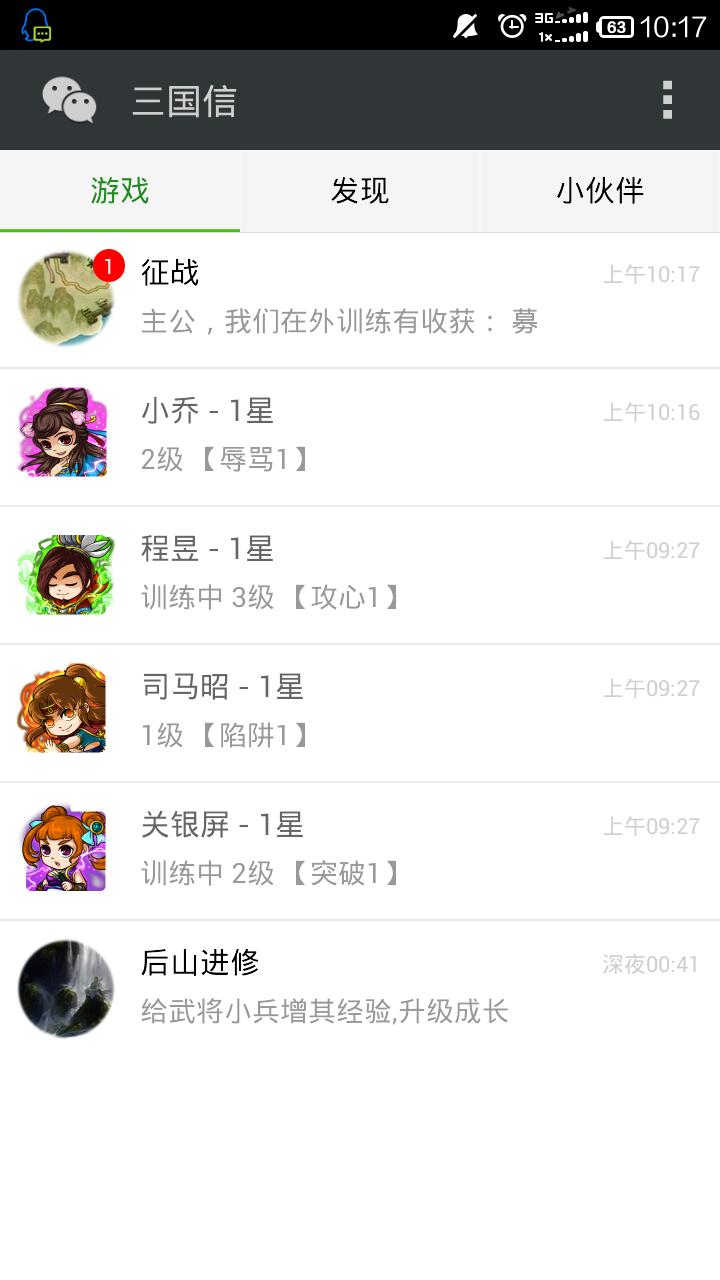 3G
1×
63
10:17
三国信
游戏
发现
小伙伴
1
征战
上午10:17
主公，我们在外训练有收获：募
小乔 - 1星
上午10:16
2级 【辱骂1】
程昱 - 1星
上午09:27
训练中 3级 【攻心1】
司马昭 - 1星
上午09:27
1级 【陷阱1】
关银屏 - 1星
上午09:27
训练中 2级 【突破1】
后山进修
深夜00:41
给武将小兵增其经验,升级成长